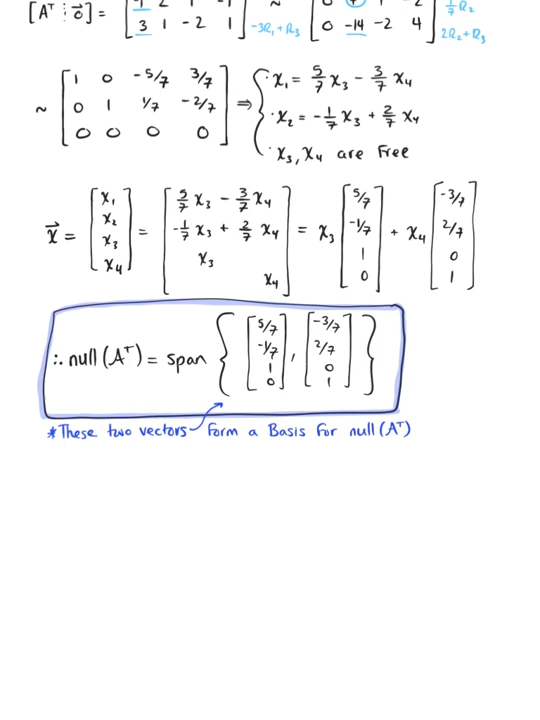 [Aᵀ ⋮ 0⃗] = [ 3 1 -2 1 ] -3R₁+R₃ ~ [ 0 -14 -2 4 ] 1/7 R₂ 2R₂+R₃
~ [ 1 0 -5/7 3/7 ] ⇒ { · x₁ = 5/7 x₃ - 3/7 x₄
[ 0 1 1/7 -2/7 ] · x₂ = -1/7 x₃ + 2/7 x₄
[ 0 0 0 0 ] · x₃, x₄ are Free
x⃗ = [ x₁ x₂ x₃ x₄ ] = [ 5/7 x₃ - 3/7 x₄ -1/7 x₃ + 2/7 x₄ x₃ x₄ ] = x₃ [ 5/7 -1/7 1 0 ] + x₄ [ -3/7 2/7 0 1 ]
∴ null(Aᵀ) = span { [ 5/7 -1/7 1 0 ], [ -3/7 2/7 0 1 ] }
*These two vectors Form a Basis For null(Aᵀ)